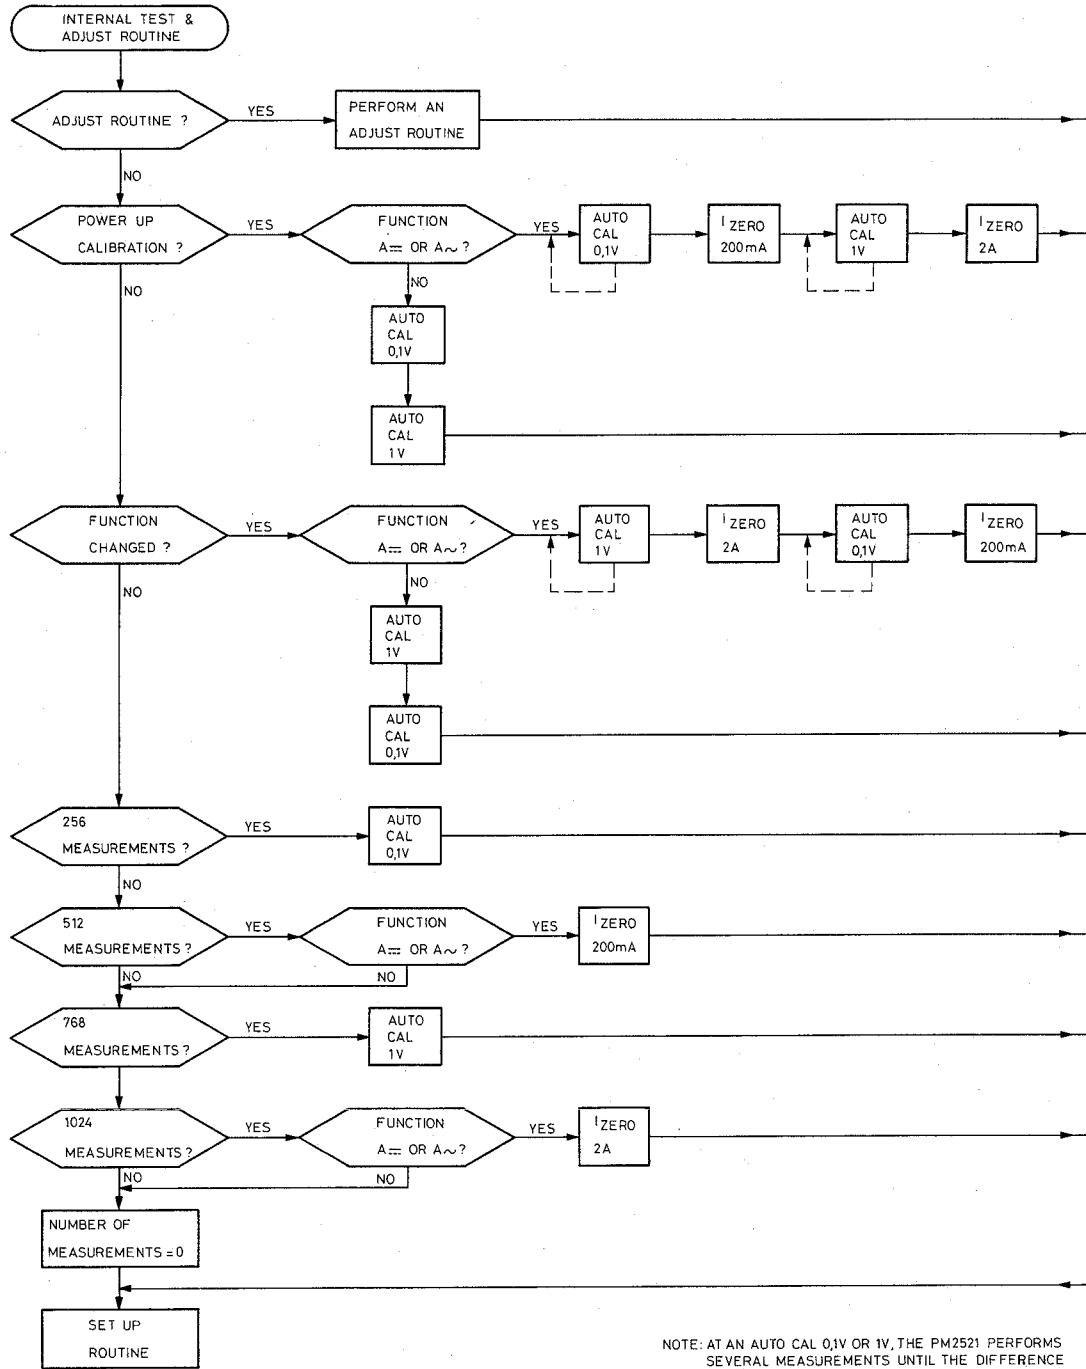 INTERNAL TEST &
ADJUST ROUTINE
ADJUST ROUTINE ?
YES
PERFORM AN
ADJUST ROUTINE
NO
POWER UP
CALIBRATION ?
YES
FUNCTION
A⎓ OR A∼ ?
YES
AUTO
CAL
0,1V
I ZERO
200mA
AUTO
CAL
1V
I ZERO
2A
NO
NO
AUTO
CAL
0,1V
AUTO
CAL
1V
FUNCTION
CHANGED ?
YES
FUNCTION
A⎓ OR A∼ ?
YES
AUTO
CAL
1V
I ZERO
2A
AUTO
CAL
0,1V
I ZERO
200mA
NO
NO
AUTO
CAL
1V
AUTO
CAL
0,1V
256
MEASUREMENTS ?
YES
AUTO
CAL
0,1V
NO
512
MEASUREMENTS ?
YES
FUNCTION
A⎓ OR A∼ ?
YES
I ZERO
200mA
NO
NO
768
MEASUREMENTS ?
YES
AUTO
CAL
1V
1024
MEASUREMENTS ?
YES
FUNCTION
A⎓ OR A∼ ?
YES
I ZERO
2A
NO
NO
NUMBER OF
MEASUREMENTS = 0
SET UP
ROUTINE
NOTE: AT AN AUTO CAL 0,1V OR 1V, THE PM2521 PERFORMS
SEVERAL MEASUREMENTS UNTIL THE DIFFERENCE